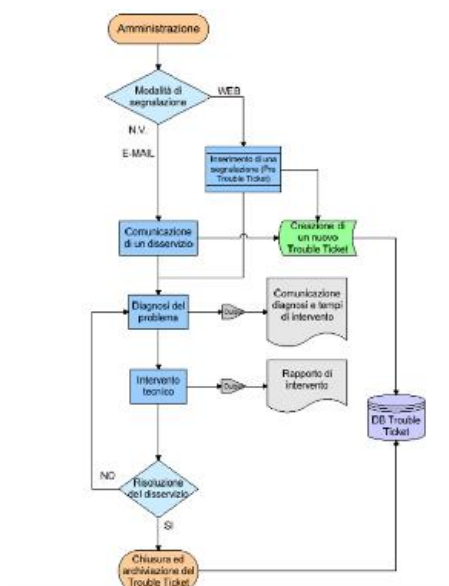 Amministrazione
Modalità di
segnalazione
WEB
N.V.
E-MAIL
Inserimento di una
segnalazione (Pre
Trouble Ticket)
Comunicazione
di un disservizio
Creazione di
un nuovo
Trouble Ticket
Diagnosi del
problema
Output
Comunicazione
diagnosi e tempi
di intervento
Intervento
tecnico
Output
Rapporto di
intervento
DB Trouble
Ticket
NO
Risoluzione
del disservizio
SI
Chiusura ed
archiviazione del
Trouble Ticket